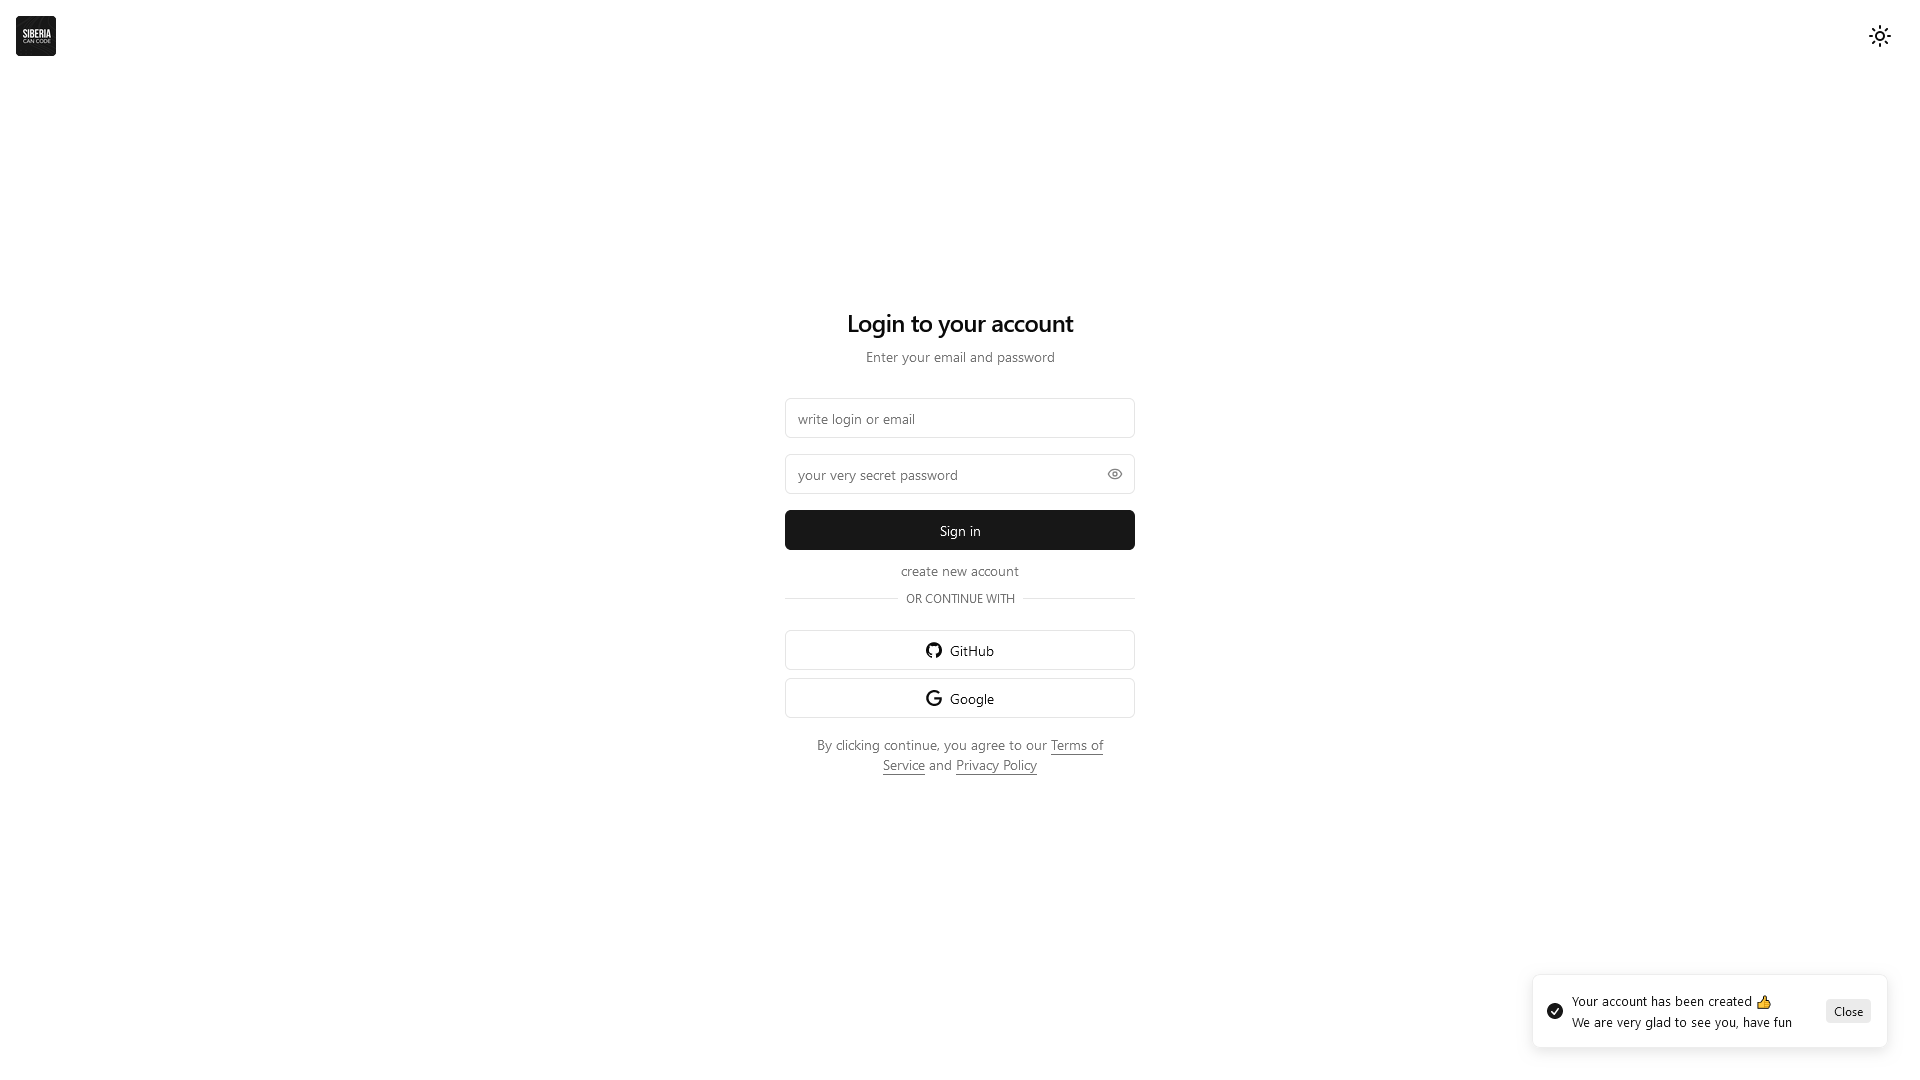 SIBERIA
CAN CODE
Login to your account
Enter your email and password
write login or email
your very secret password
Sign in
create new account
OR CONTINUE WITH
GitHub
Google
By clicking continue, you agree to our Terms of
Service and Privacy Policy
Your account has been created 👍
We are very glad to see you, have fun
Close